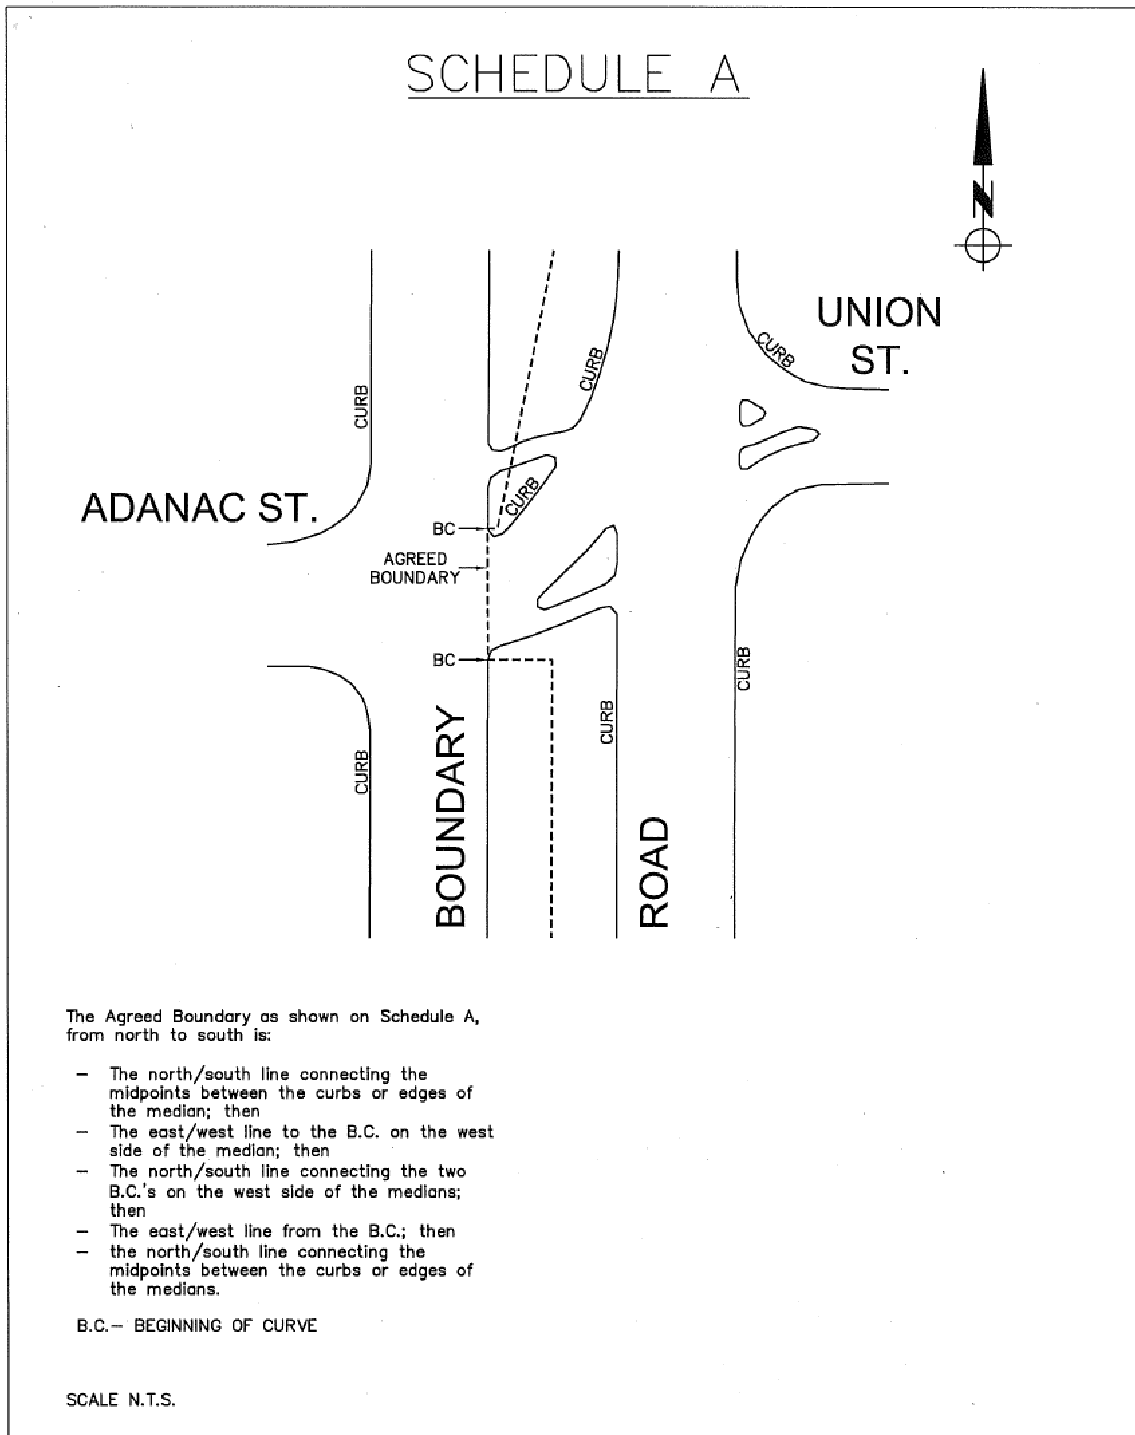 SCHEDULE A
N
UNION
ST.
CURB
CURB
CURB
ADANAC ST.
CURB
BC
AGREED
BOUNDARY
BC
CURB
CURB
CURB
BOUNDARY
ROAD
The Agreed Boundary as shown on Schedule A,
from north to south is:
– The north/south line connecting the
midpoints between the curbs or edges of
the median; then
– The east/west line to the B.C. on the west
side of the median; then
– The north/south line connecting the two
B.C.'s on the west side of the medians;
then
– The east/west line from the B.C.; then
– the north/south line connecting the
midpoints between the curbs or edges of
the medians.
B.C.– BEGINNING OF CURVE
SCALE N.T.S.